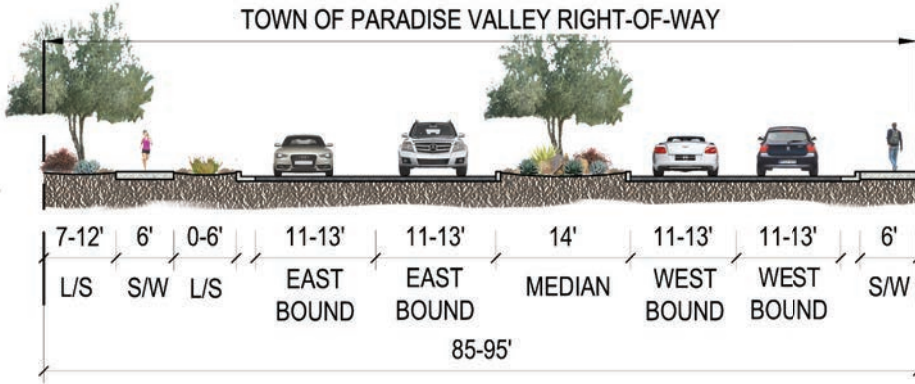 TOWN OF PARADISE VALLEY RIGHT-OF-WAY
7-12' 6' 0-6' 11-13' 11-13' 14' 11-13' 11-13' 6'
L/S S/W L/S EAST BOUND EAST BOUND MEDIAN WEST BOUND WEST BOUND S/W
85-95'